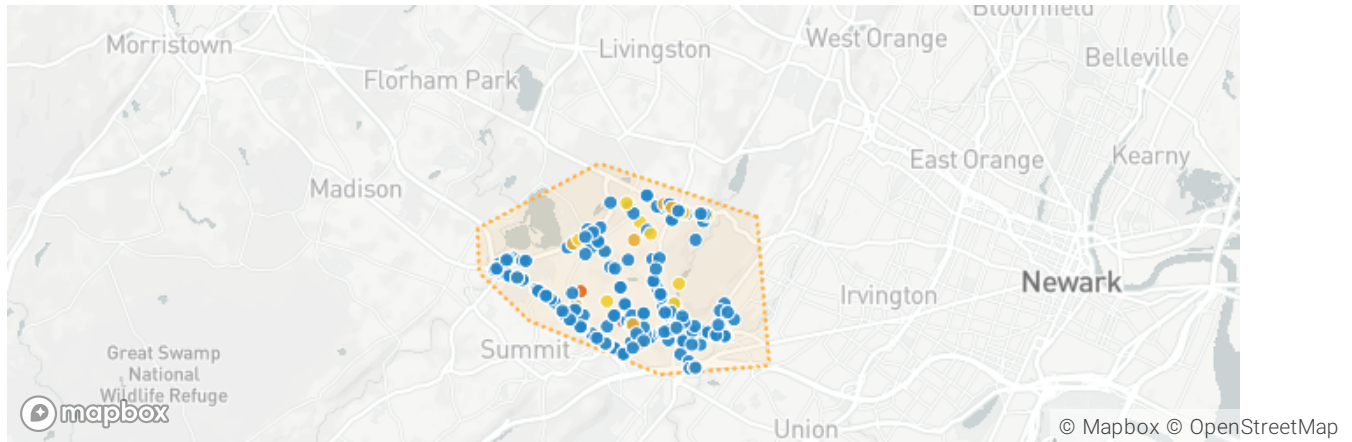 Bloomfield
Morristown
Livingston
West Orange
Belleville
Florham Park
East Orange
Kearny
Madison
Newark
Irvington
Summit
Great Swamp
National
Wildlife Refuge
mapbox
Union
© Mapbox © OpenStreetMap